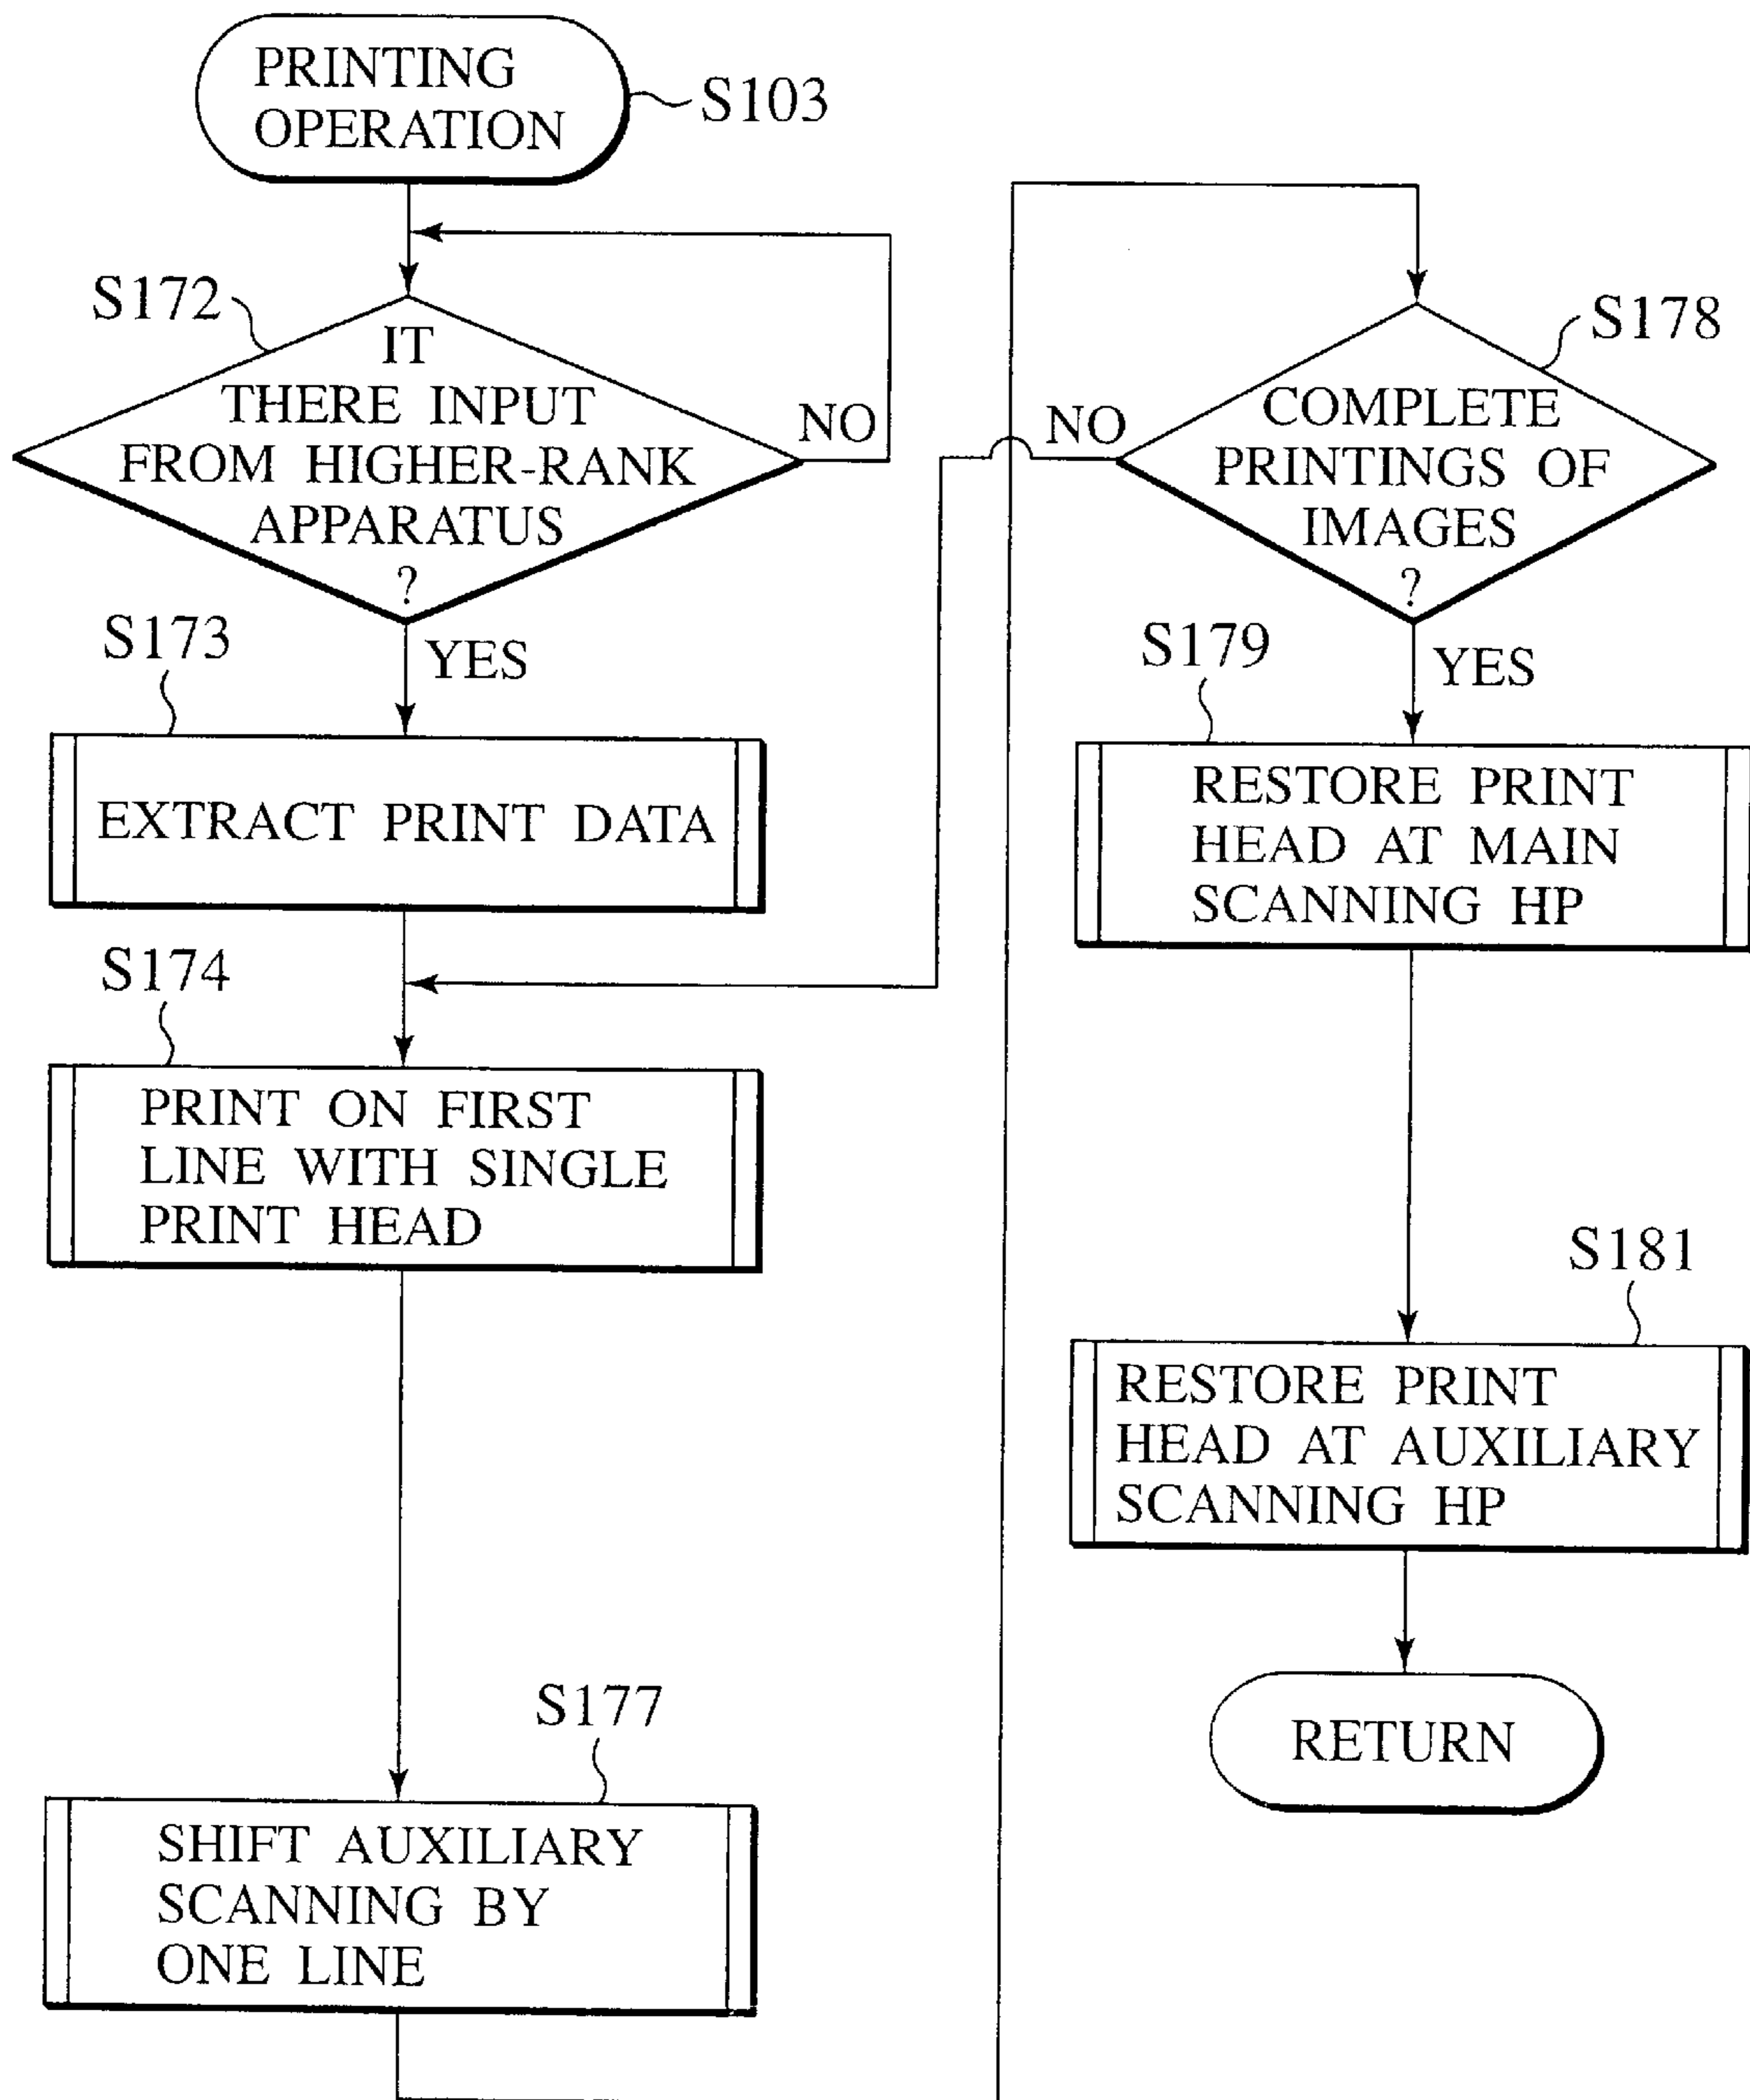 PRINTING
OPERATION
S103
S172
IT
THERE INPUT
FROM HIGHER-RANK
APPARATUS
?
NO
YES
S173
EXTRACT PRINT DATA
S174
PRINT ON FIRST
LINE WITH SINGLE
PRINT HEAD
S177
SHIFT AUXILIARY
SCANNING BY
ONE LINE
S178
COMPLETE
PRINTINGS OF
IMAGES
?
NO
YES
S179
RESTORE PRINT
HEAD AT MAIN
SCANNING HP
S181
RESTORE PRINT
HEAD AT AUXILIARY
SCANNING HP
RETURN